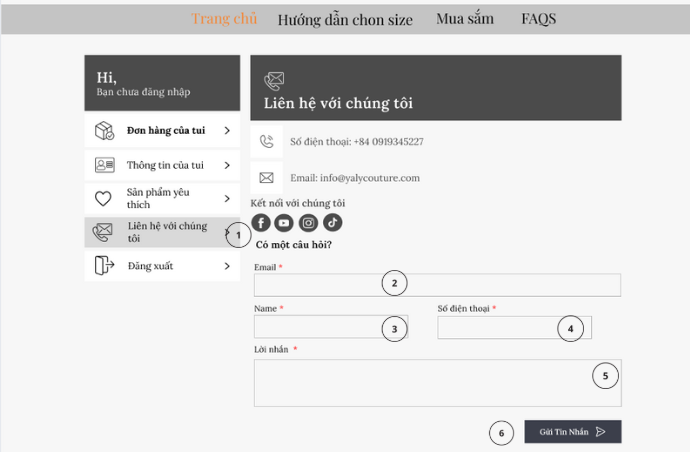 Trang chủ Hướng dẫn chon size Mua sắm FAQS
Hi,
Bạn chưa đăng nhập
Đơn hàng của tui
Thông tin của tui
Sản phẩm yêu
thích
Liên hệ với chúng
tôi
1
Đăng xuất
Liên hệ với chúng tôi
Số điện thoại: +84 0919345227
Email: info@yalycouture.com
Kết nối với chúng tôi
Có một câu hỏi?
Email *
2
Name * Số điện thoại *
3 4
Lời nhắn *
5
6 Gửi Tin Nhắn